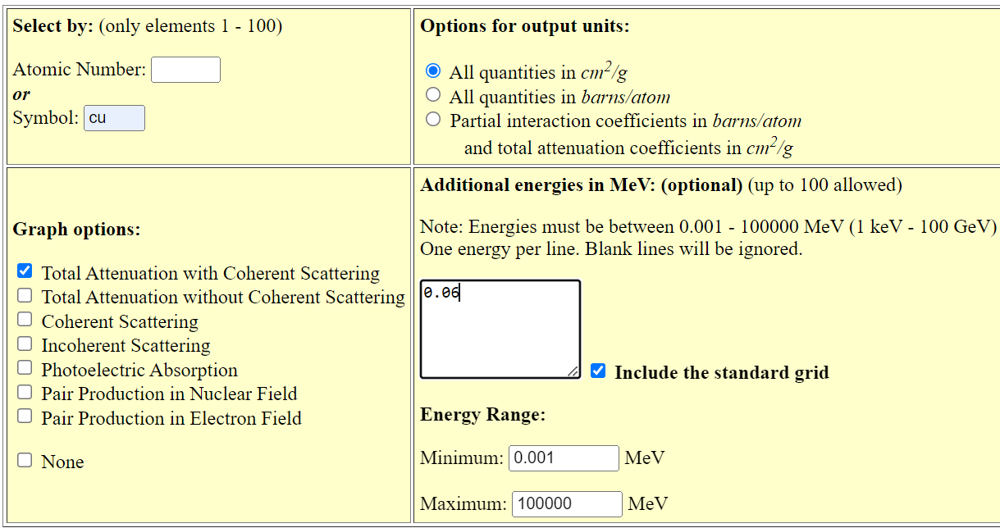 Select by: (only elements 1 - 100)
Atomic Number:
or
Symbol: cu
Options for output units:
All quantities in cm²/g
All quantities in barns/atom
Partial interaction coefficients in barns/atom
and total attenuation coefficients in cm²/g
Graph options:
Total Attenuation with Coherent Scattering
Total Attenuation without Coherent Scattering
Coherent Scattering
Incoherent Scattering
Photoelectric Absorption
Pair Production in Nuclear Field
Pair Production in Electron Field
None
Additional energies in MeV: (optional) (up to 100 allowed)
Note: Energies must be between 0.001 - 100000 MeV (1 keV - 100 GeV)
One energy per line. Blank lines will be ignored.
0.06
Include the standard grid
Energy Range:
Minimum: 0.001 MeV
Maximum: 100000 MeV